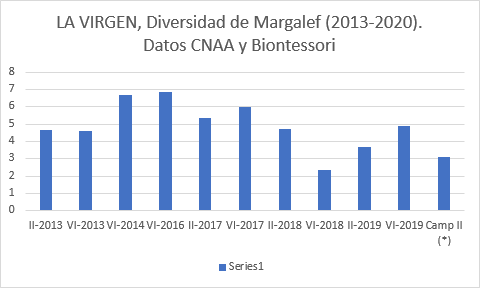 LA VIRGEN, Diversidad de Margalef (2013-2020).
Datos CNAA y Biontessori
8
7
6
5
4
3
2
1
0
II-2013 VI-2013 VI-2014 VI-2016 II-2017 VI-2017 II-2018 VI-2018 II-2019 VI-2019 Camp II
(*)
Series1